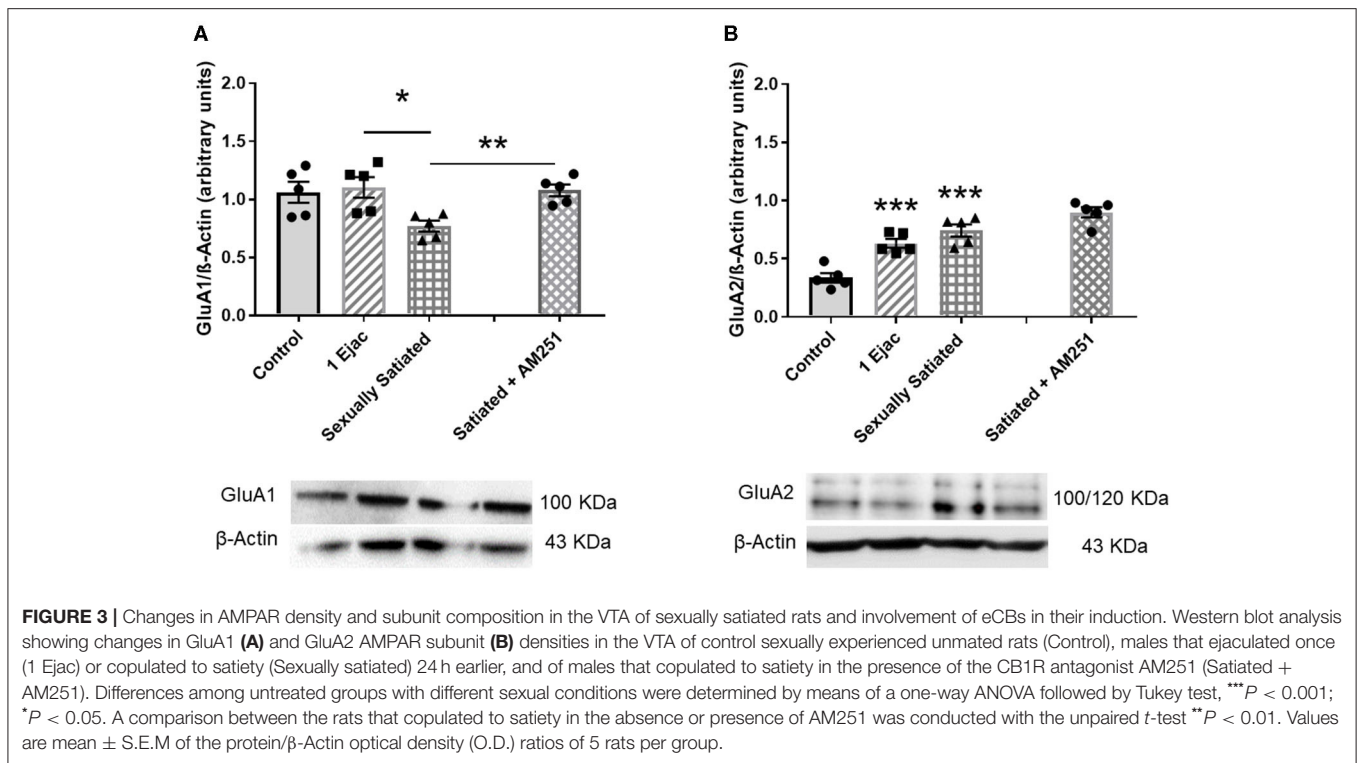 A
GluA1/ß-Actin (arbitrary units)
2.0
1.5
1.0
0.5
0.0
*
**
Control
1 Ejac
Sexually Satiated
Satiated + AM251
GluA1
100 KDa
β-Actin
43 KDa
B
GluA2/ß-Actin (arbitrary units)
2.0
1.5
1.0
0.5
0.0
***
***
Control
1 Ejac
Sexually Satiated
Satiated + AM251
GluA2
100/120 KDa
β-Actin
43 KDa
FIGURE 3 | Changes in AMPAR density and subunit composition in the VTA of sexually satiated rats and involvement of eCBs in their induction. Western blot analysis
showing changes in GluA1 (A) and GluA2 AMPAR subunit (B) densities in the VTA of control sexually experienced unmated rats (Control), males that ejaculated once
(1 Ejac) or copulated to satiety (Sexually satiated) 24 h earlier, and of males that copulated to satiety in the presence of the CB1R antagonist AM251 (Satiated +
AM251). Differences among untreated groups with different sexual conditions were determined by means of a one-way ANOVA followed by Tukey test, ***P < 0.001;
*P < 0.05. A comparison between the rats that copulated to satiety in the absence or presence of AM251 was conducted with the unpaired t-test **P < 0.01. Values
are mean ± S.E.M of the protein/β-Actin optical density (O.D.) ratios of 5 rats per group.